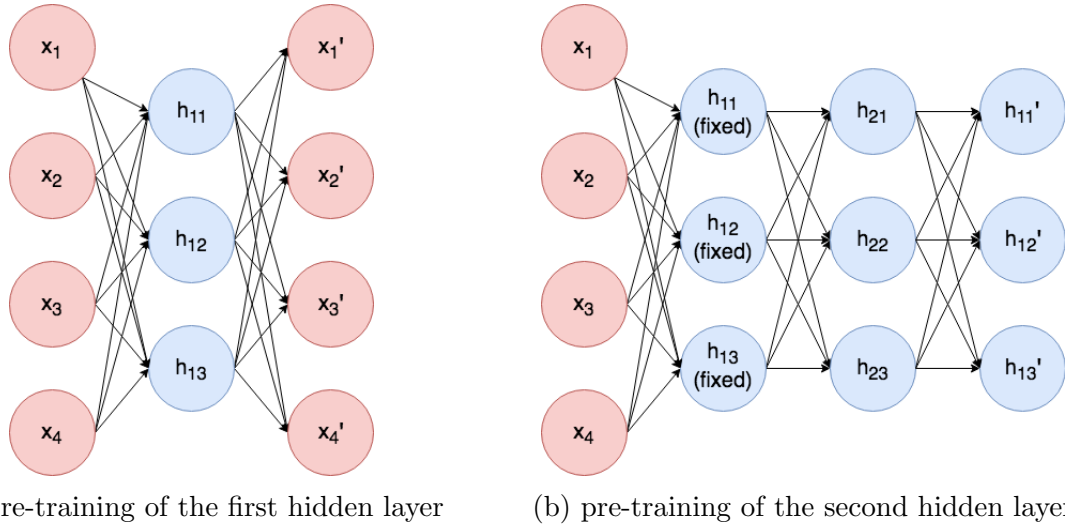 x1
x2
x3
x4
h11
h12
h13
x1'
x2'
x3'
x4'
re-training of the first hidden layer
x1
x2
x3
x4
h11
(fixed)
h12
(fixed)
h13
(fixed)
h21
h22
h23
h11'
h12'
h13'
(b) pre-training of the second hidden layer